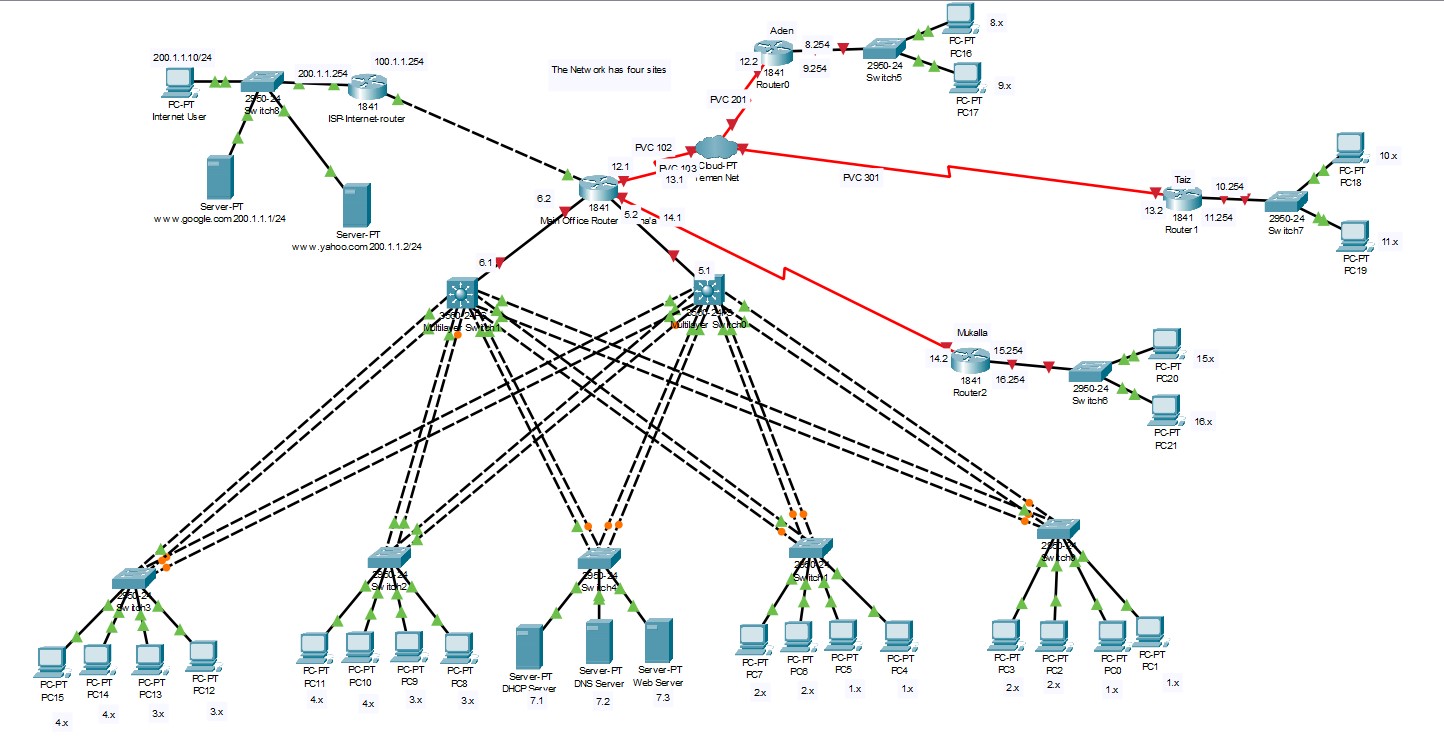 200.1.1.10/24
PC-PT
Internet User
200.1.1.254
2950-24
Switch8
100.1.1.254
1841
ISP-Internet-router
Server-PT
www.google.com 200.1.1.1/24
Server-PT
www.yahoo.com 200.1.1.2/24
The Network has four sites
Aden
12.2
1841
Router0
8.254
9.254
2950-24
Switch5
PC-PT
PC16
8.x
PC-PT
PC17
9.x
PVC 201
PVC 102
PVC 103
Cloud-PT
PVC 301
12.1
13.1
6.2
1841
Main Office Router
5.2
14.1
Taiz
13.2
1841
Router1
10.254
11.254
2950-24
Switch7
PC-PT
PC18
10.x
PC-PT
PC19
11.x
6.1
Multilayer Switch1
5.1
Multilayer Switch0
Mukalla
14.2
1841
Router2
15.254
16.254
2950-24
Switch6
PC-PT
PC20
15.x
PC-PT
PC21
16.x
2950-24
Switch3
PC-PT
PC15
4.x
PC-PT
PC14
4.x
PC-PT
PC13
3.x
PC-PT
PC12
3.x
2950-24
Switch2
PC-PT
PC11
4.x
PC-PT
PC10
4.x
PC-PT
PC9
3.x
PC-PT
PC8
3.x
2950-24
Switch4
Server-PT
DHCP Server
7.1
Server-PT
DNS Server
7.2
Server-PT
Web Server
7.3
2950-24
Switch1
PC-PT
PC7
2.x
PC-PT
PC6
2.x
PC-PT
PC5
1.x
PC-PT
PC4
1.x
2950-24
PC-PT
PC3
2.x
PC-PT
PC2
2.x
PC-PT
PC0
1.x
PC-PT
PC1
1.x